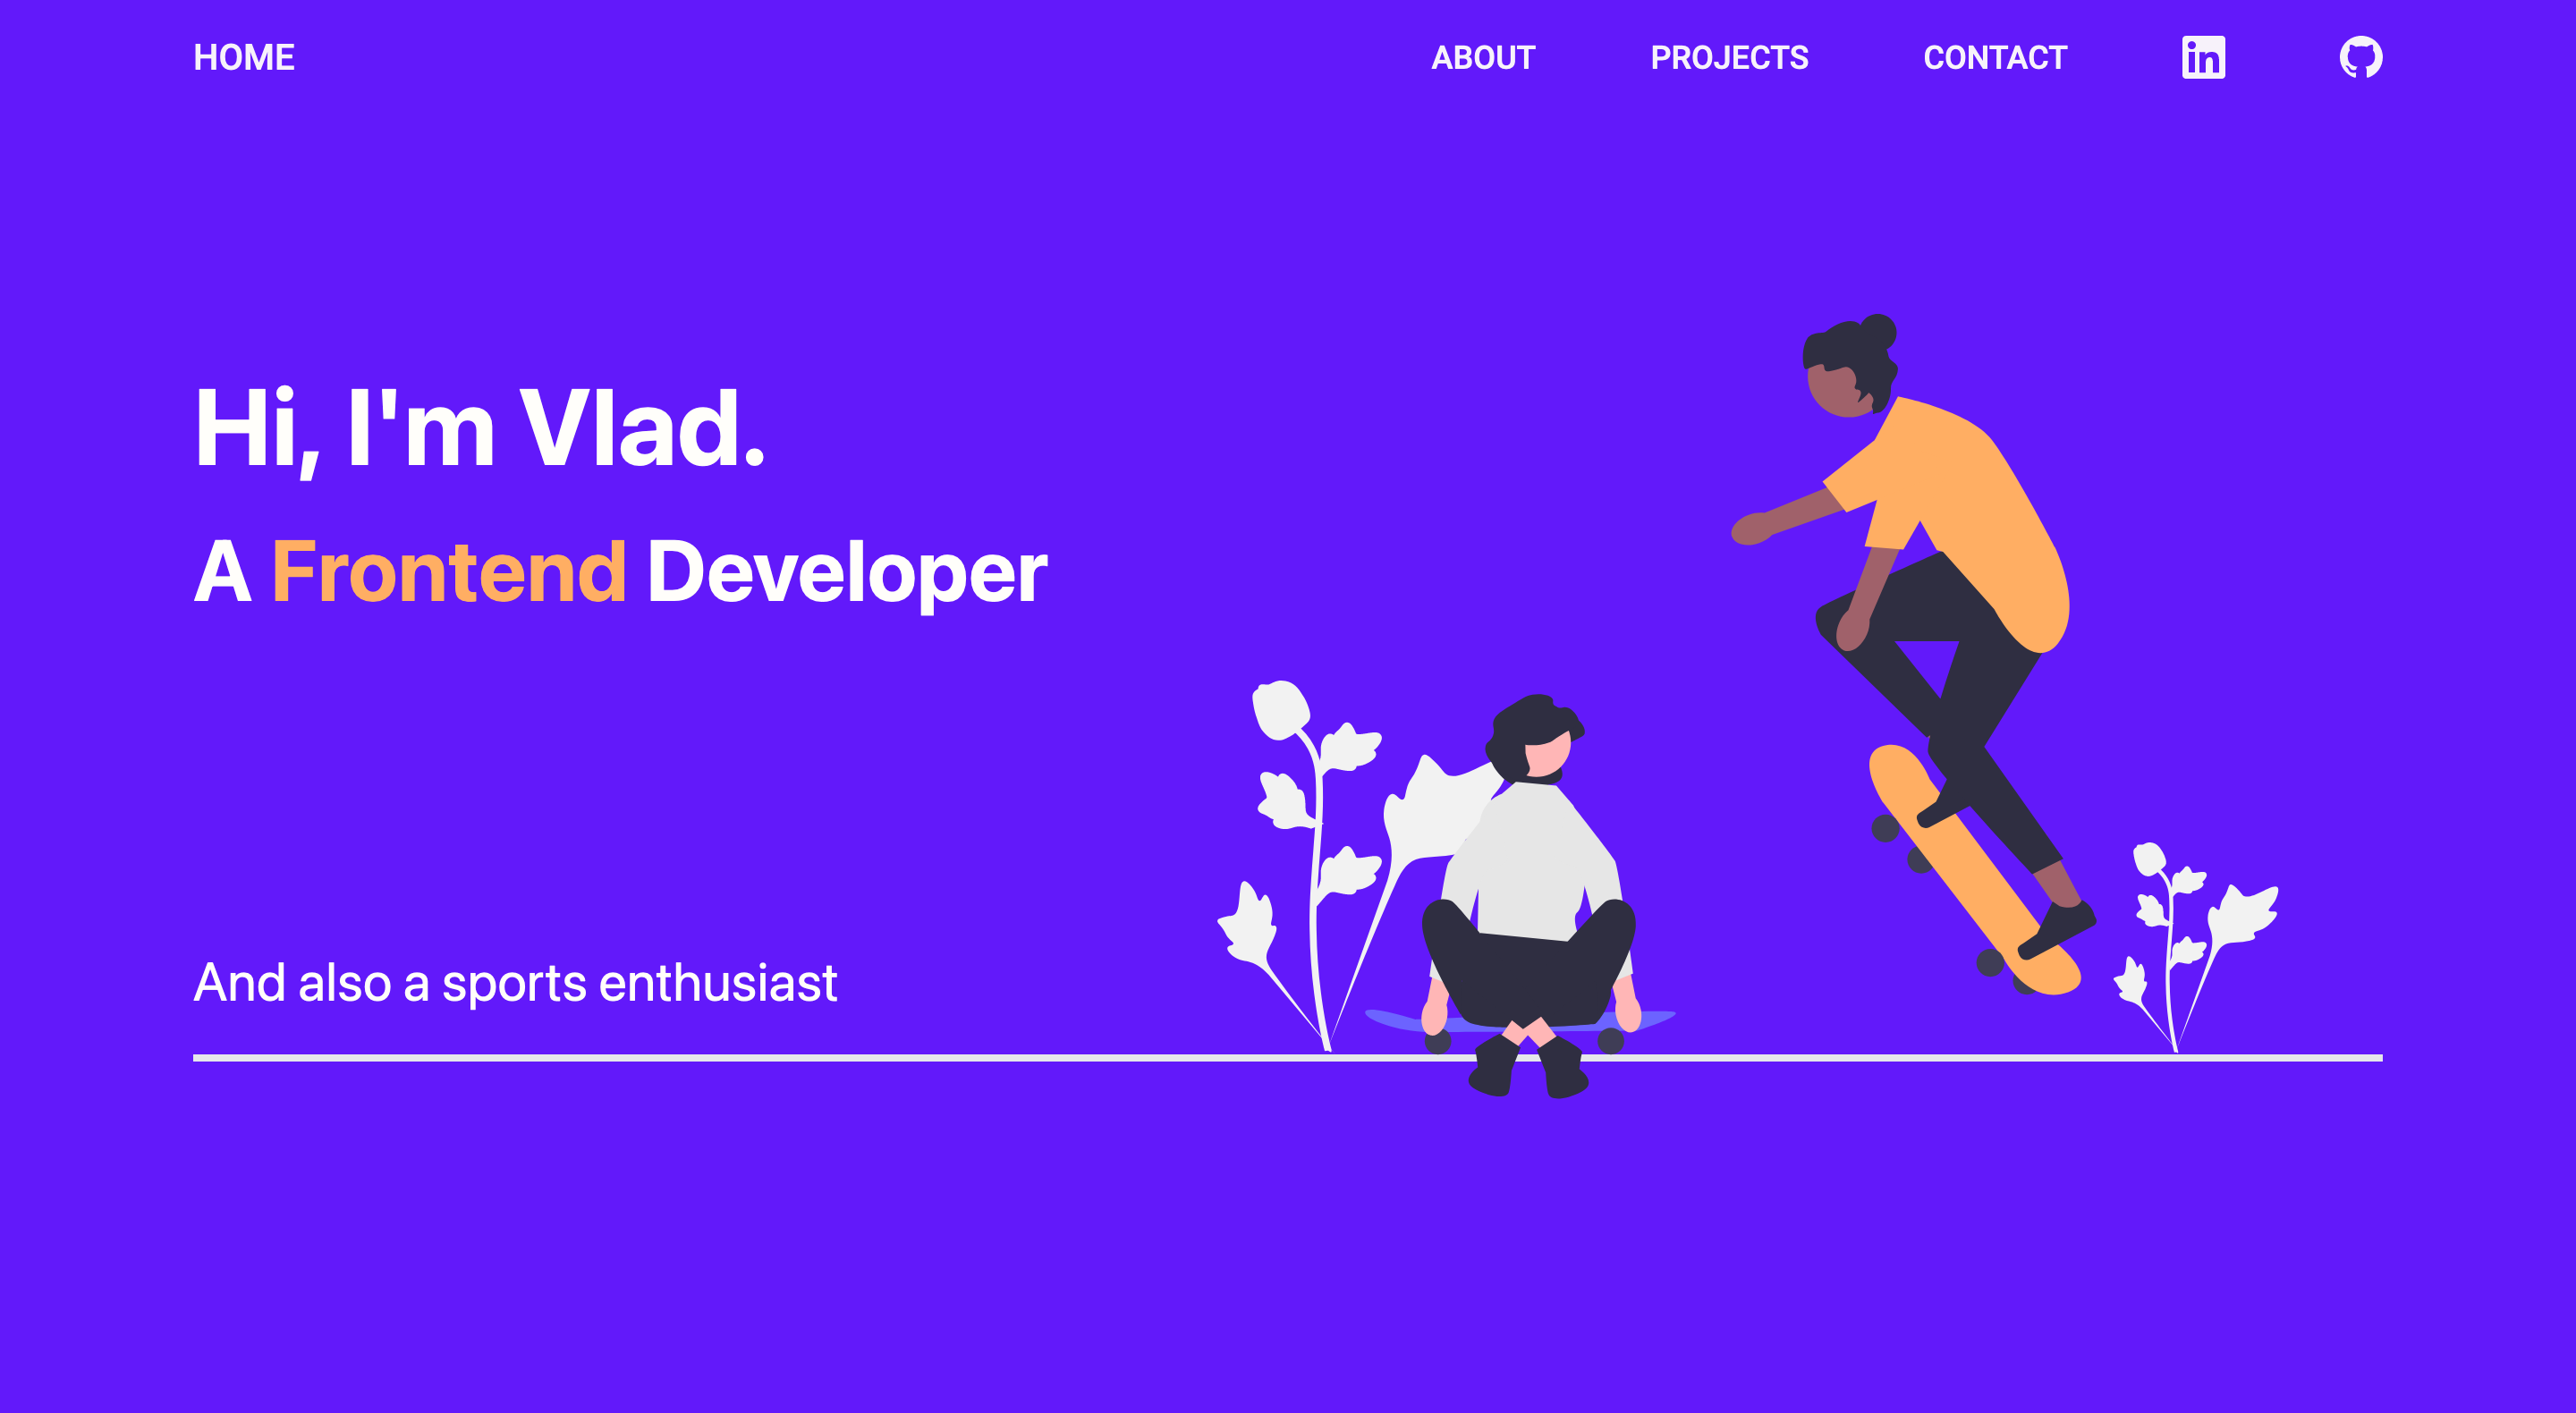 HOME ABOUT PROJECTS CONTACT in
Hi, I'm Vlad.
A Frontend Developer
And also a sports enthusiast